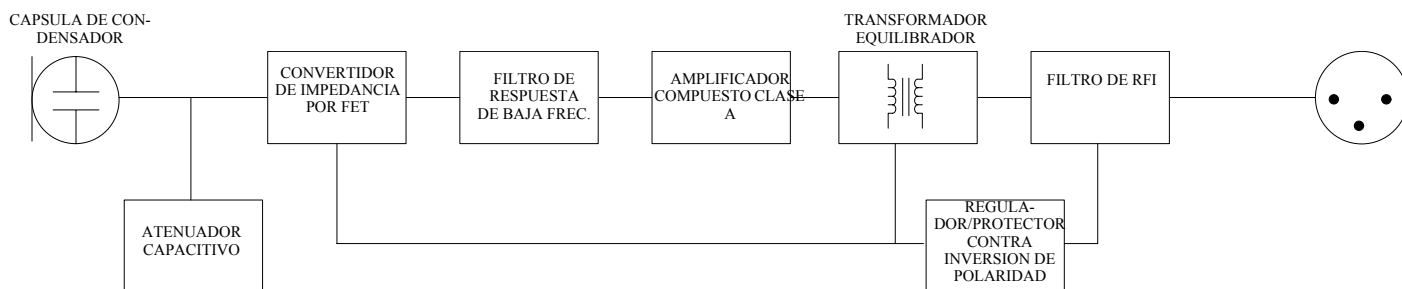 CAPSULA DE CON-
DENSADOR
CONVERTIDOR
DE IMPEDANCIA
POR FET
FILTRO DE
RESPUESTA
DE BAJA FREC.
AMPLIFICADOR
COMPUESTO CLASE
A
TRANSFORMADOR
EQUILIBRADOR
FILTRO DE RFI
ATENUADOR
CAPACITIVO
REGULA-
DOR/PROTECTOR
CONTRA
INVERSION DE
POLARIDAD